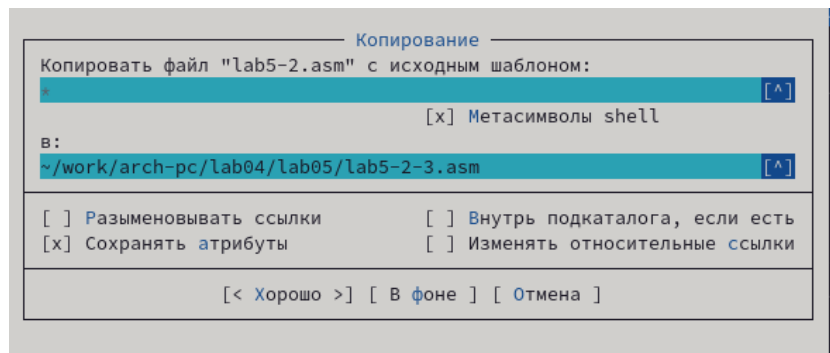 Копирование
Копировать файл "lab5-2.asm" с исходным шаблоном:
* [^]
[x] Метасимволы shell
в:
~/work/arch-pc/lab04/lab05/lab5-2-3.asm [^]
[ ] Разыменовывать ссылки [ ] Внутрь подкаталога, если есть
[x] Сохранять атрибуты [ ] Изменять относительные ссылки
[< Хорошо >] [ В фоне ] [ Отмена ]